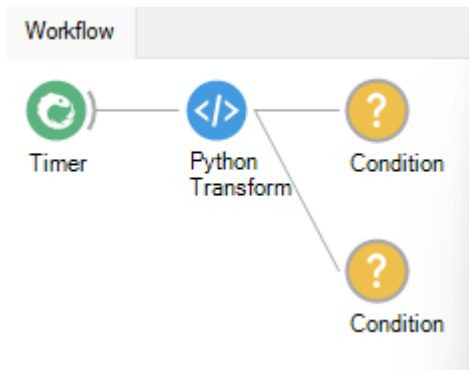 Workflow
Timer
Python
Transform
</>
?
Condition
?
Condition